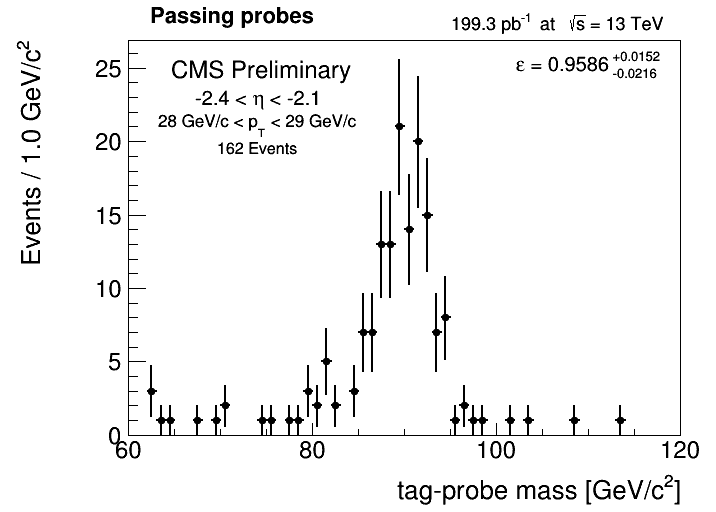 Passing probes
199.3 pb-1 at √s = 13 TeV
CMS Preliminary
-2.4 < η < -2.1
28 GeV/c < pT < 29 GeV/c
162 Events
ε = 0.9586 +0.0152 -0.0216
Events / 1.0 GeV/c2
25
20
15
10
5
0
60 80 100 120
tag-probe mass [GeV/c2]